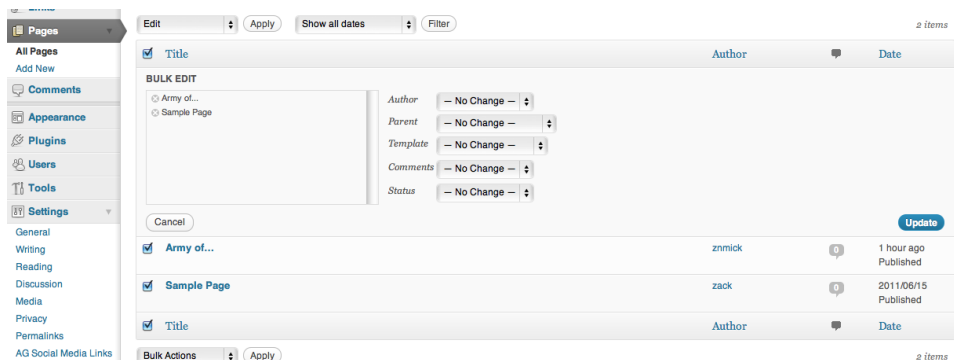 Links
Pages
All Pages
Add New
Comments
Appearance
Plugins
Users
Tools
Settings
General
Writing
Reading
Discussion
Media
Privacy
Permalinks
AG Social Media Links
Edit Apply Show all dates Filter 2 items
Title Author Date
BULK EDIT
Army of...
Sample Page
Author — No Change —
Parent — No Change —
Template — No Change —
Comments — No Change —
Status — No Change —
Cancel Update
Army of... znmick 0 1 hour ago
Published
Sample Page zack 0 2011/06/15
Published
Title Author Date
Bulk Actions Apply 2 items